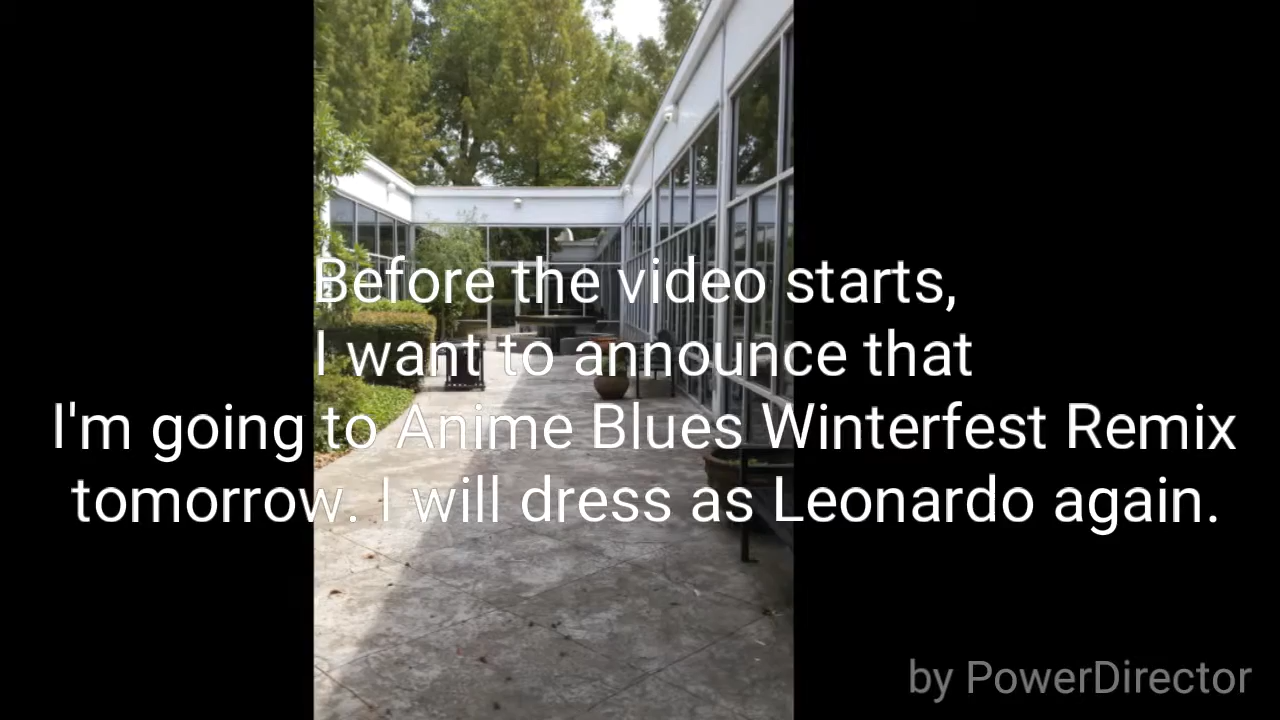 Before the video starts,
I want to announce that
I'm going to Anime Blues Winterfest Remix
tomorrow. I will dress as Leonardo again.
by PowerDirector